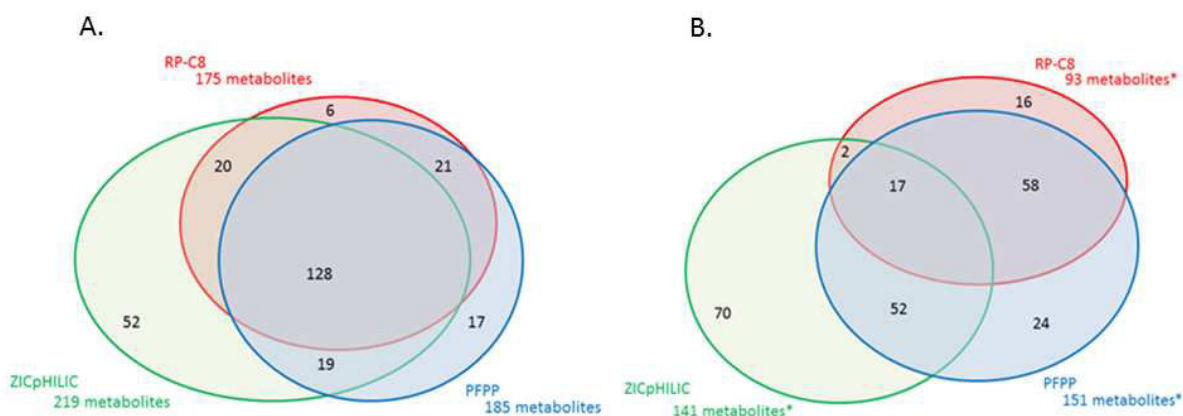 A.
RP-C8
175 metabolites
6
20
21
128
52
17
19
ZICpHILIC
219 metabolites
PFPP
185 metabolites
B.
RP-C8
93 metabolites*
16
2
17
58
70
52
24
ZICpHILIC
141 metabolites*
PFPP
151 metabolites*